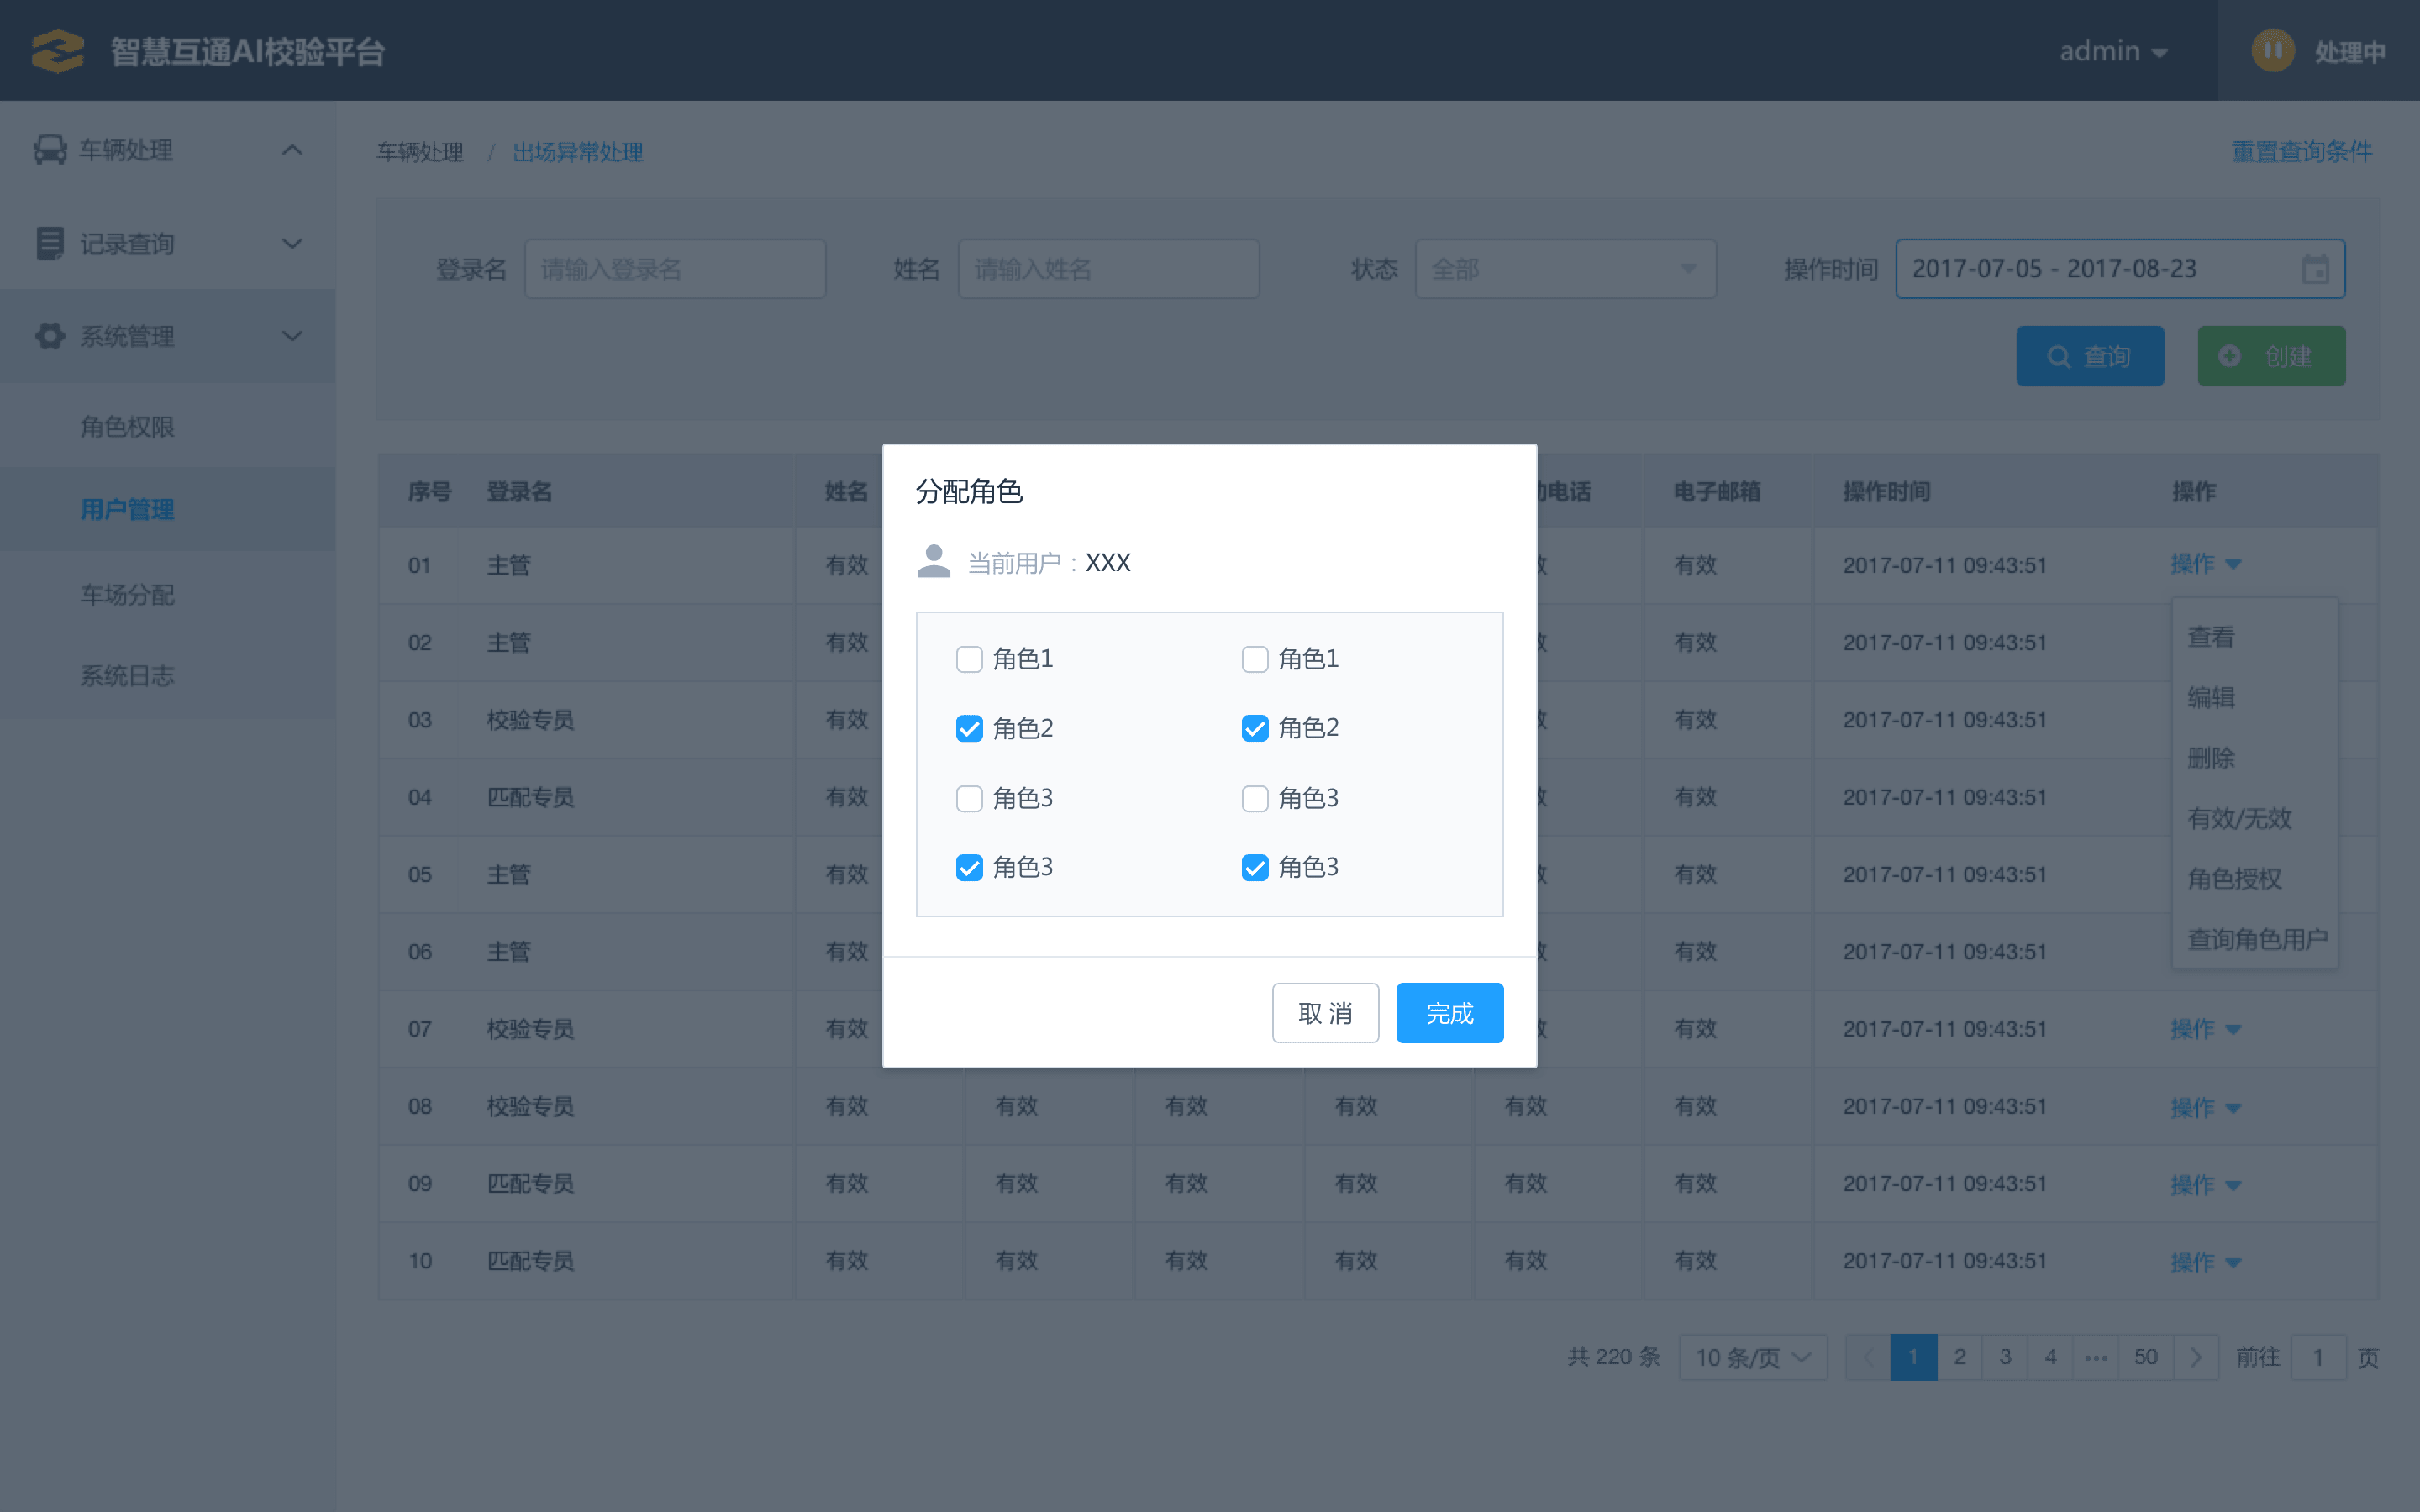 智慧互通AI校验平台
admin
处理中
车辆处理
记录查询
系统管理
角色权限
用户管理
车场分配
系统日志
车辆处理 / 出场异常处理
重置查询条件
登录名 请输入登录名 姓名 请输入姓名 状态 全部 操作时间 2017-07-05 - 2017-08-23
查询 创建
序号 登录名 姓名 电话 电子邮箱 操作时间 操作
01 主管 有效 有效 2017-07-11 09:43:51 操作
02 主管 有效 有效 2017-07-11 09:43:51
03 校验专员 有效 有效 2017-07-11 09:43:51
04 匹配专员 有效 有效 2017-07-11 09:43:51
05 主管 有效 有效 2017-07-11 09:43:51
06 主管 有效 有效 2017-07-11 09:43:51
07 校验专员 有效 有效 2017-07-11 09:43:51 操作
08 校验专员 有效 有效 有效 有效 有效 有效 2017-07-11 09:43:51 操作
09 匹配专员 有效 有效 有效 有效 有效 有效 2017-07-11 09:43:51 操作
10 匹配专员 有效 有效 有效 有效 有效 有效 2017-07-11 09:43:51 操作
查看
编辑
删除
有效/无效
角色授权
查询角色用户
分配角色
当前用户：XXX
角色1 角色1
角色2 角色2
角色3 角色3
角色3 角色3
取 消 完成
共 220 条 10 条/页 1 2 3 4 ••• 50 前往 1 页